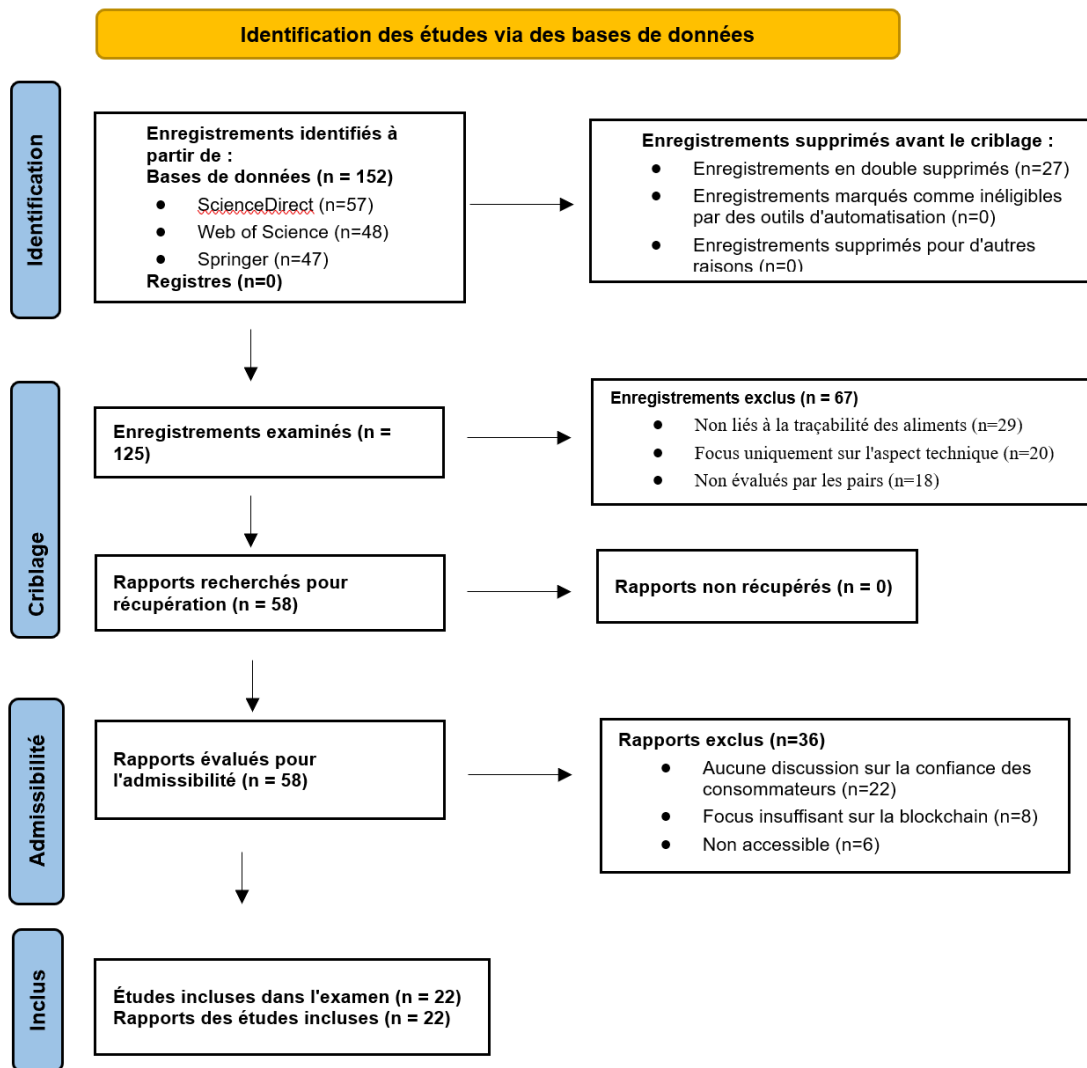 Identification des études via des bases de données
Identification
Enregistrements identifiés à
partir de :
Bases de données (n = 152)
● ScienceDirect (n=57)
● Web of Science (n=48)
● Springer (n=47)
Registres (n=0)
Enregistrements supprimés avant le criblage :
● Enregistrements en double supprimés (n=27)
● Enregistrements marqués comme inéligibles
par des outils d'automatisation (n=0)
● Enregistrements supprimés pour d'autres
raisons (n=0)
Criblage
Enregistrements examinés (n =
125)
Enregistrements exclus (n = 67)
● Non liés à la traçabilité des aliments (n=29)
● Focus uniquement sur l'aspect technique (n=20)
● Non évalués par les pairs (n=18)
Rapports recherchés pour
récupération (n = 58)
Rapports non récupérés (n = 0)
Admissibilité
Rapports évalués pour
l'admissibilité (n = 58)
Rapports exclus (n=36)
● Aucune discussion sur la confiance des
consommateurs (n=22)
● Focus insuffisant sur la blockchain (n=8)
● Non accessible (n=6)
Inclus
Études incluses dans l'examen (n = 22)
Rapports des études incluses (n = 22)